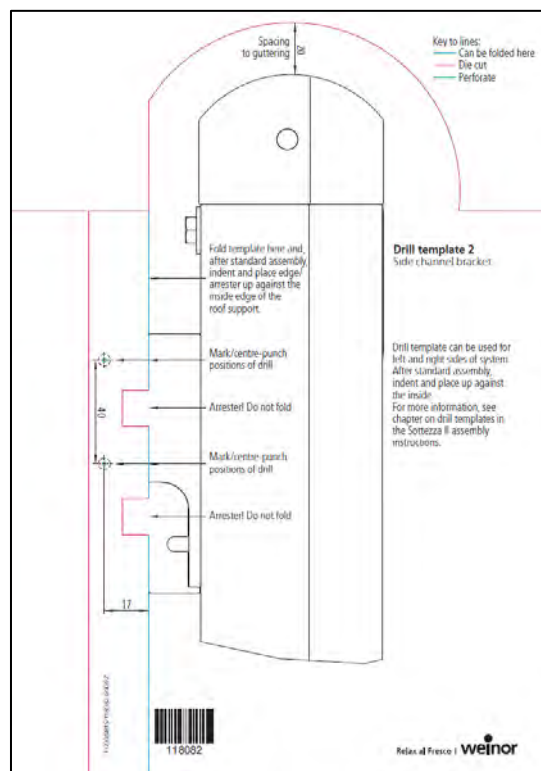 Spacing
to guttering
20
Key to lines:
Can be folded here
Die cut
Perforate
Fold template here and,
after standard assembly,
indent and place edge/
arrester up against the
inside edge of the
roof support.
Drill template 2
Side channel bracket
Mark/centre-punch
positions of drill
Drill template can be used for
left and right sides of system.
After standard assembly,
indent and place up against
the inside.
For more information, see
chapter on drill templates in
the Sottezza II assembly
instructions.
40
Arrester! Do not fold
Mark/centre-punch
positions of drill
Arrester! Do not fold
17
118082
Relax al Fresco |
weinor